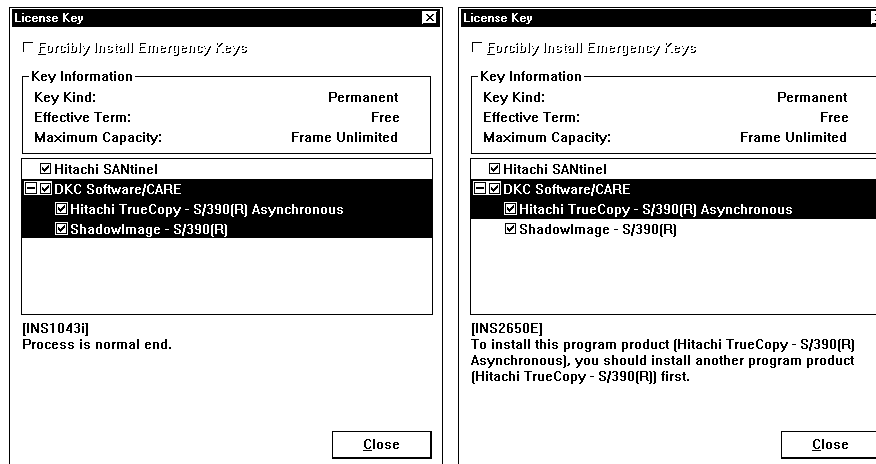 License Key
Forcibly Install Emergency Keys
Key Information
Key Kind: Permanent
Effective Term: Free
Maximum Capacity: Frame Unlimited
Hitachi SANtinel
DKC Software/CARE
Hitachi TrueCopy - S/390(R) Asynchronous
ShadowImage - S/390(R)
[INS1043i]
Process is normal end.
Close
License Key
Forcibly Install Emergency Keys
Key Information
Key Kind: Permanent
Effective Term: Free
Maximum Capacity: Frame Unlimited
Hitachi SANtinel
DKC Software/CARE
Hitachi TrueCopy - S/390(R) Asynchronous
ShadowImage - S/390(R)
[INS2650E]
To install this program product (Hitachi TrueCopy - S/390(R)
Asynchronous), you should install another program product
(Hitachi TrueCopy - S/390(R)) first.
Close